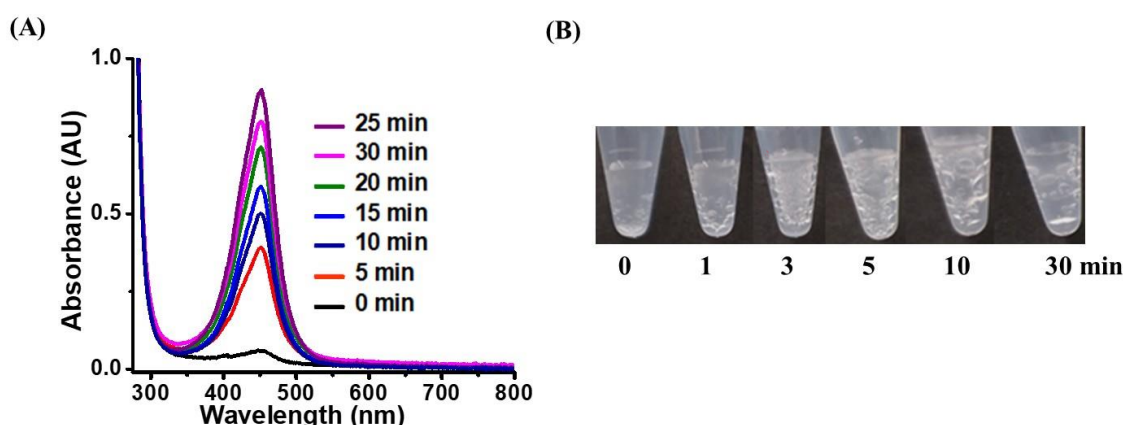 (A)
(B)
1.0
0.5
0.0
Absorbance (AU)
25 min
30 min
20 min
15 min
10 min
5 min
0 min
300 400 500 600 700 800
Wavelength (nm)
0 1 3 5 10 30 min